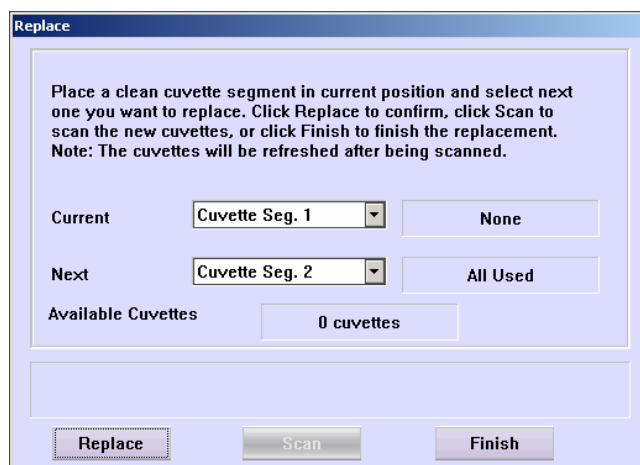 Replace
Place a clean cuvette segment in current position and select next
one you want to replace. Click Replace to confirm, click Scan to
scan the new cuvettes, or click Finish to finish the replacement.
Note: The cuvettes will be refreshed after being scanned.
Current Cuvette Seg. 1 None
Next Cuvette Seg. 2 All Used
Available Cuvettes 0 cuvettes
Replace Scan Finish